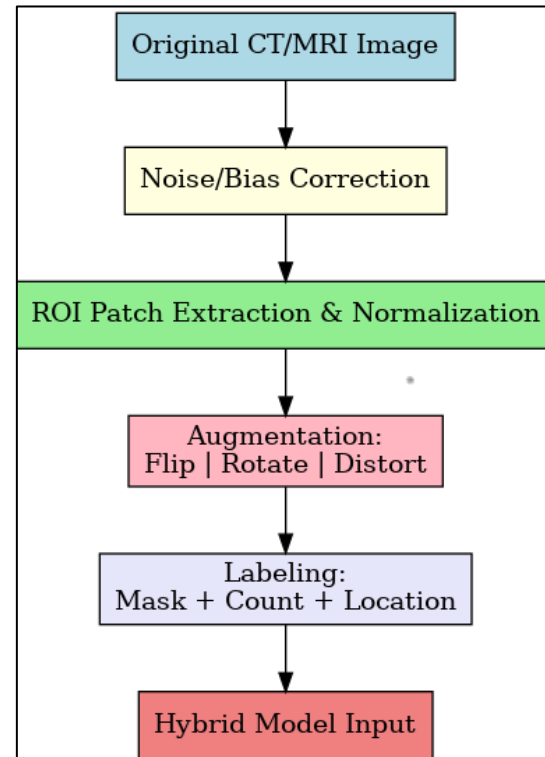 Original CT/MRI Image
Noise/Bias Correction
ROI Patch Extraction & Normalization
Augmentation:
Flip | Rotate | Distort
Labeling:
Mask + Count + Location
Hybrid Model Input